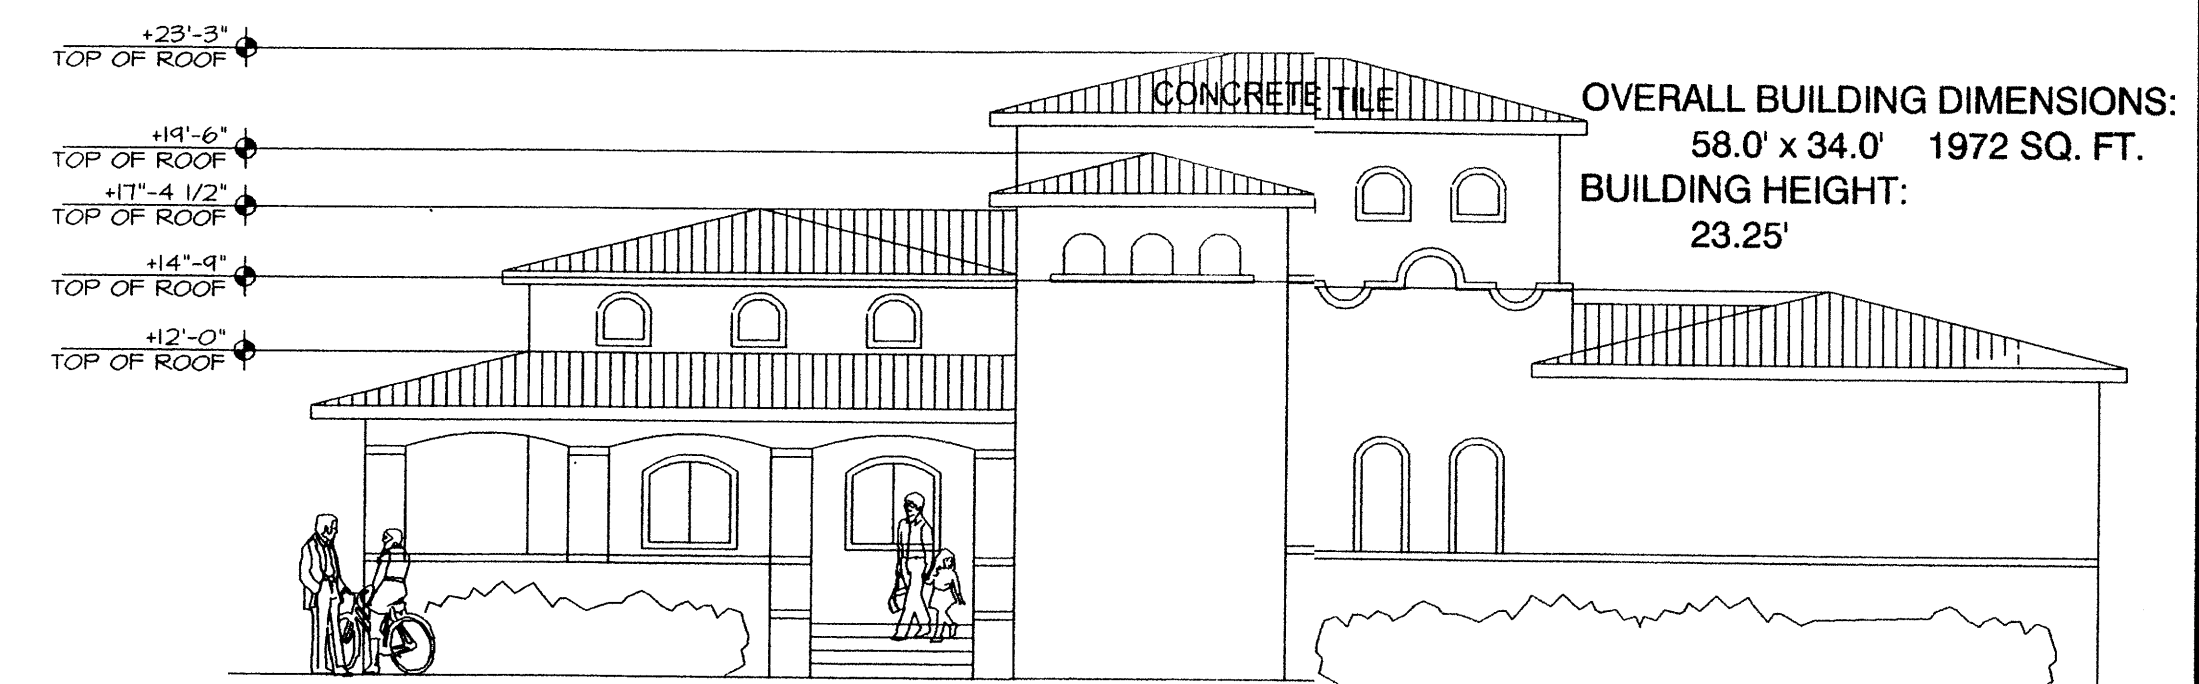 +23'-3"
TOP OF ROOF
+19'-6"
TOP OF ROOF
+17"-4 1/2"
TOP OF ROOF
+14"-9"
TOP OF ROOF
+12'-0"
TOP OF ROOF
CONCRETE TILE
OVERALL BUILDING DIMENSIONS:
58.0' x 34.0' 1972 SQ. FT.
BUILDING HEIGHT:
23.25'